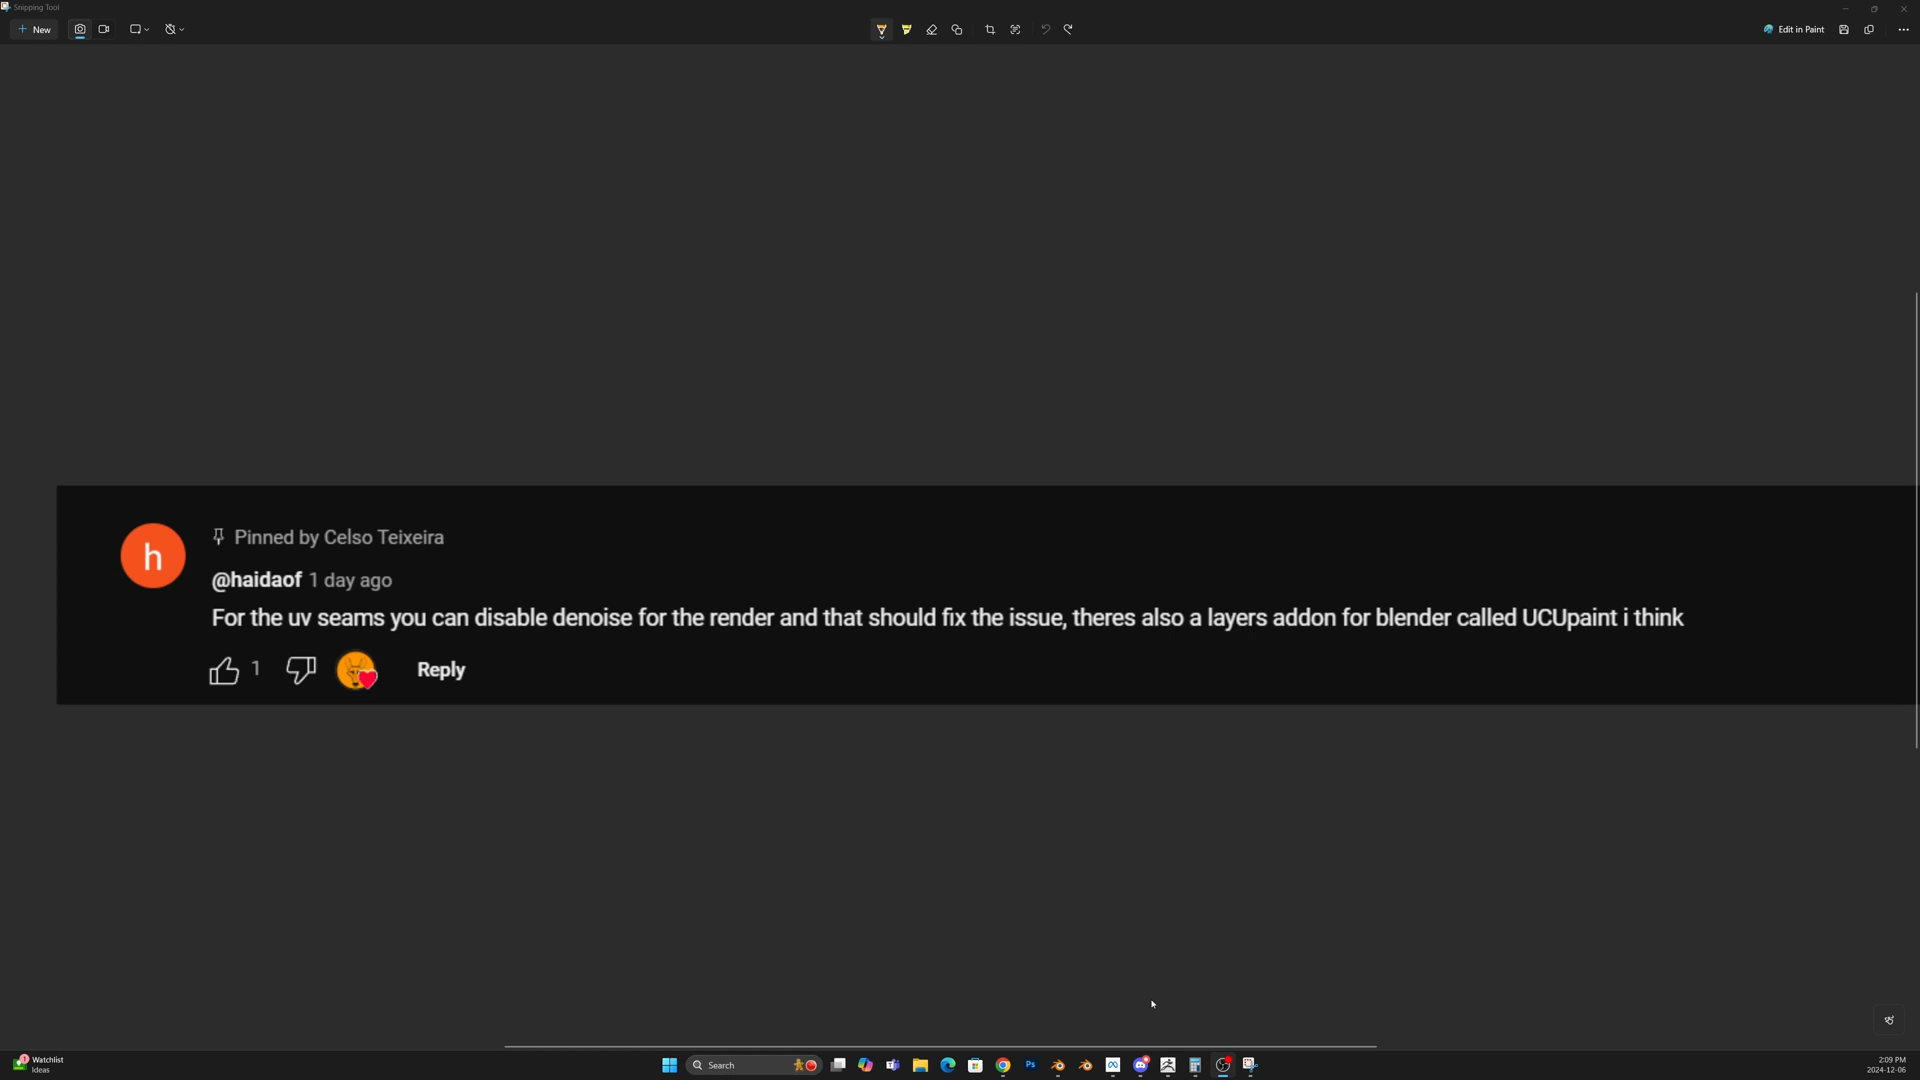 Snipping Tool
New
Edit in Paint
h
Pinned by Celso Teixeira
@haidaof 1 day ago
For the uv seams you can disable denoise for the render and that should fix the issue, theres also a layers addon for blender called UCUpaint i think
1
Reply
1
Watchlist
Ideas
Search
Ps
2:09 PM
2024-12-06